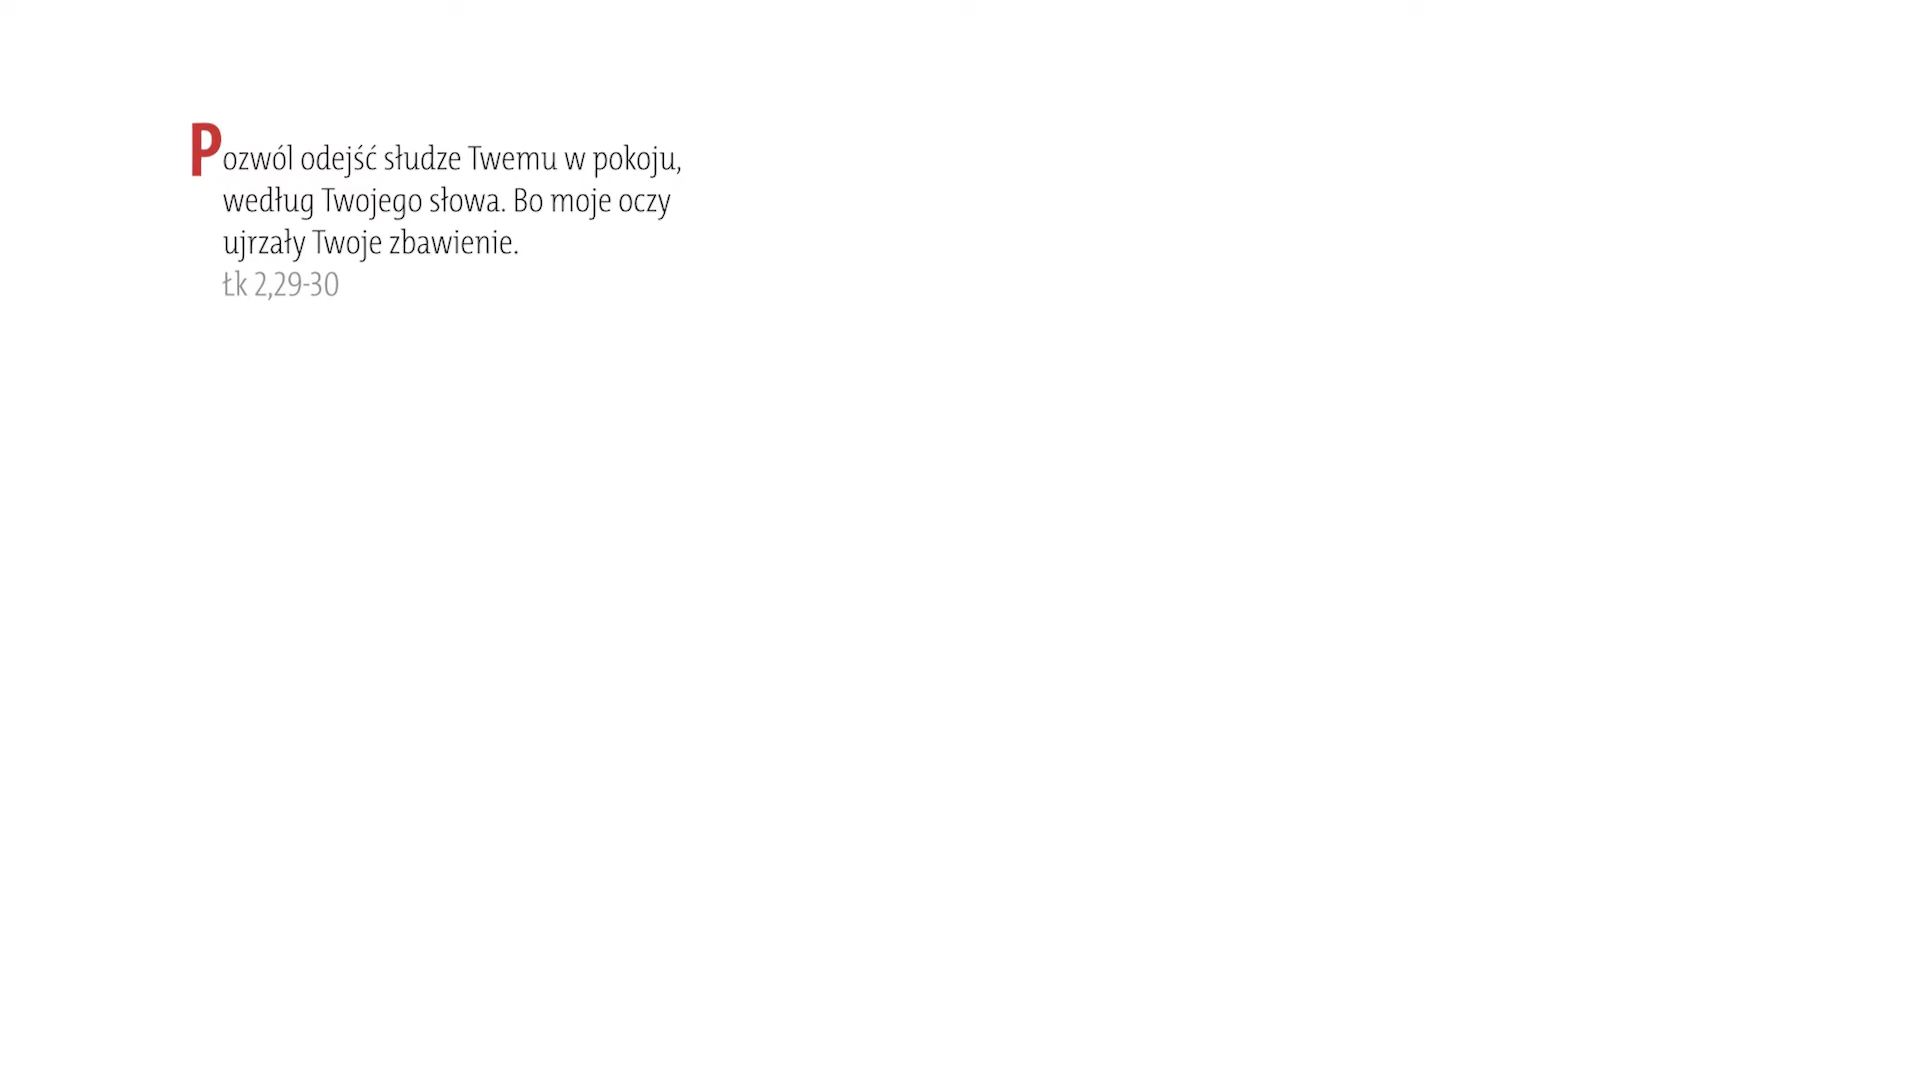 Pozwól odejść słudze Twemu w pokoju,
według Twojego słowa. Bo moje oczy
ujrzały Twoje zbawienie.
Łk 2,29-30